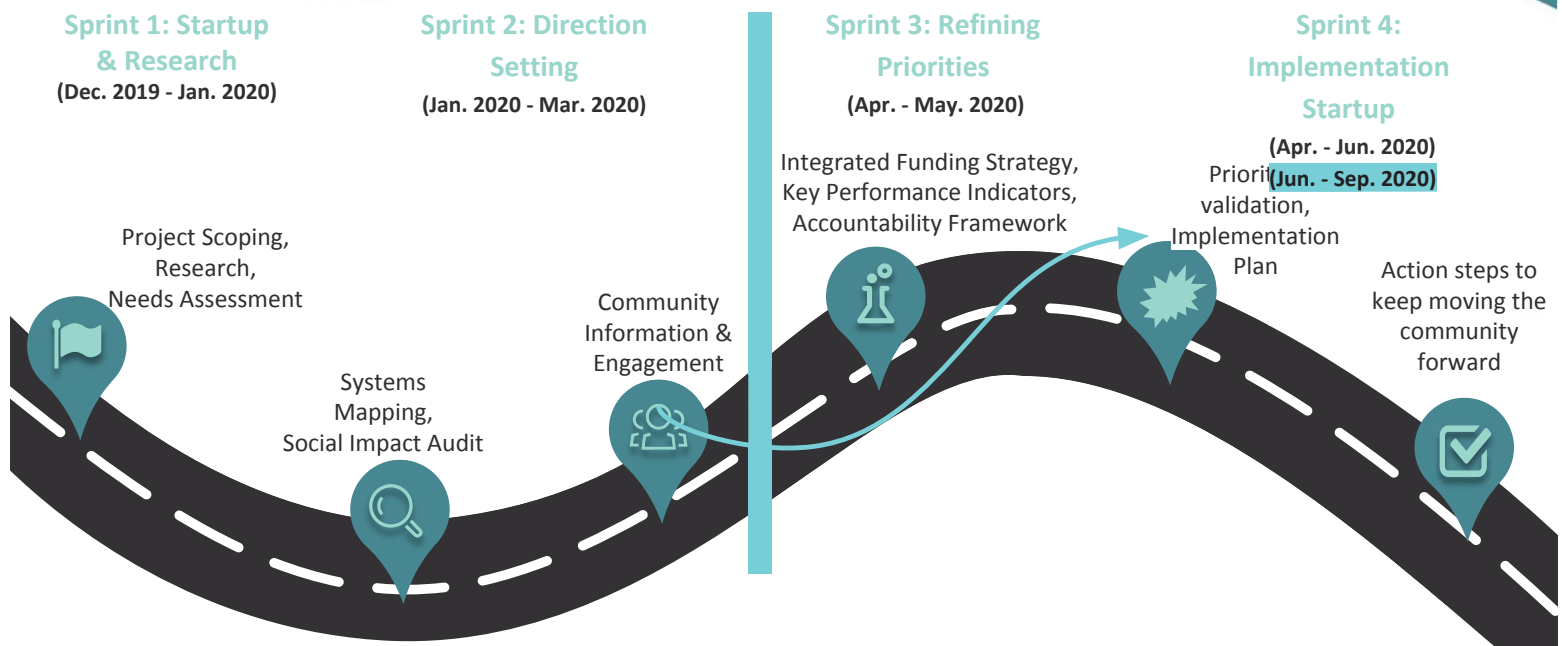 Sprint 1: Startup
& Research
(Dec. 2019 - Jan. 2020)
Sprint 2: Direction
Setting
(Jan. 2020 - Mar. 2020)
Sprint 3: Refining
Priorities
(Apr. - May. 2020)
Sprint 4:
Implementation
Startup
(Apr. - Jun. 2020)
(Jun. - Sep. 2020)
Project Scoping,
Research,
Needs Assessment
Systems
Mapping,
Social Impact Audit
Community
Information &
Engagement
Integrated Funding Strategy,
Key Performance Indicators,
Accountability Framework
validation,
Implementation
Plan
Action steps to
keep moving the
community
forward